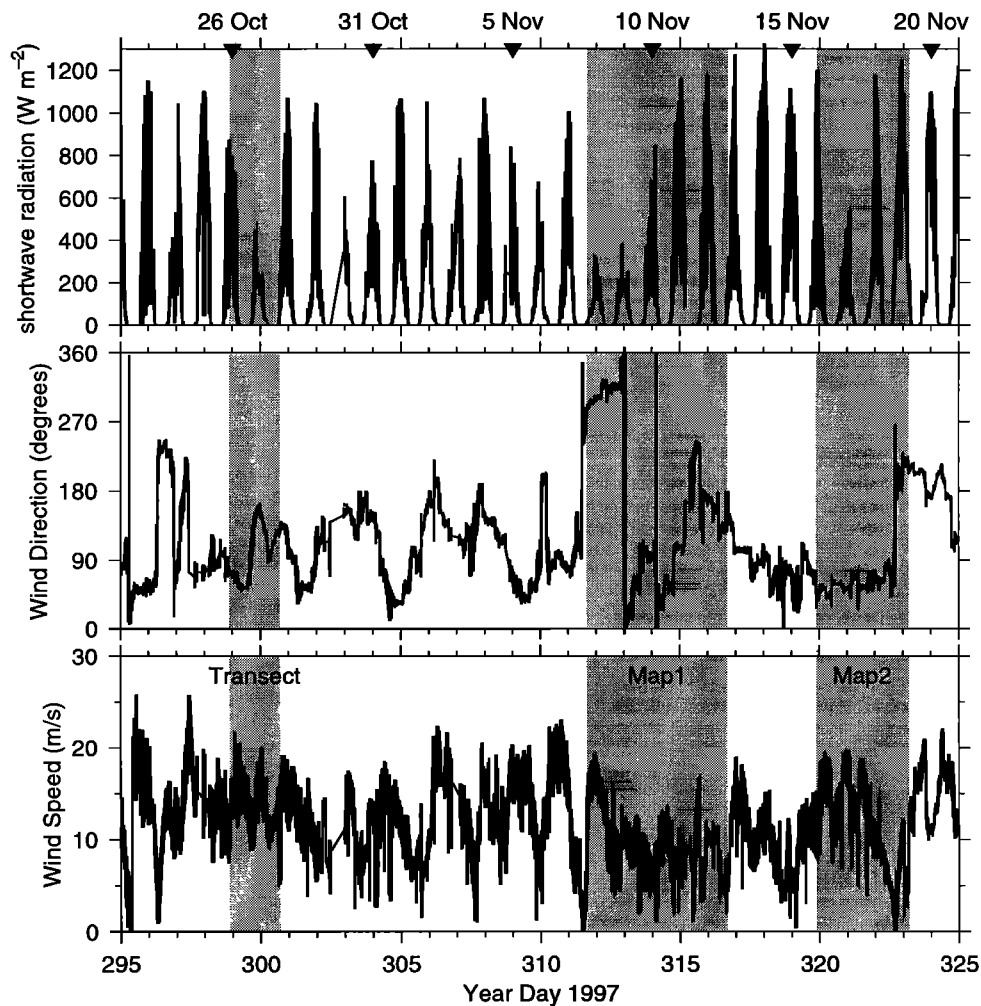 26 Oct 31 Oct 5 Nov 10 Nov 15 Nov 20 Nov
shortwave radiation (W m⁻²)
1200
1000
800
600
400
200
0
Wind Direction (degrees)
360
270
180
90
0
Wind Speed (m/s)
30
20
10
0
Transect Map1 Map2
295 300 305 310 315 320 325
Year Day 1997